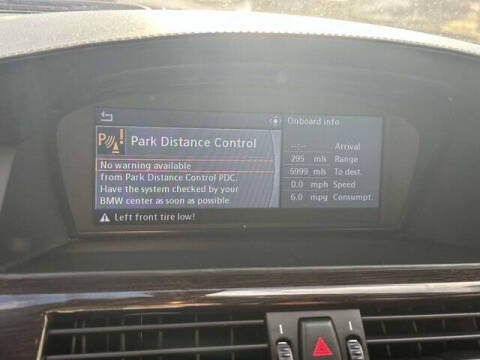 Park Distance Control
No warning available
from Park Distance Control PDC.
Have the system checked by your
BMW center as soon as possible
Left front tire low!
Onboard info
--:-- Arrival
295 mls Range
5999 mls To dest.
0.0 mph Speed
6.0 mpg Consumpt.